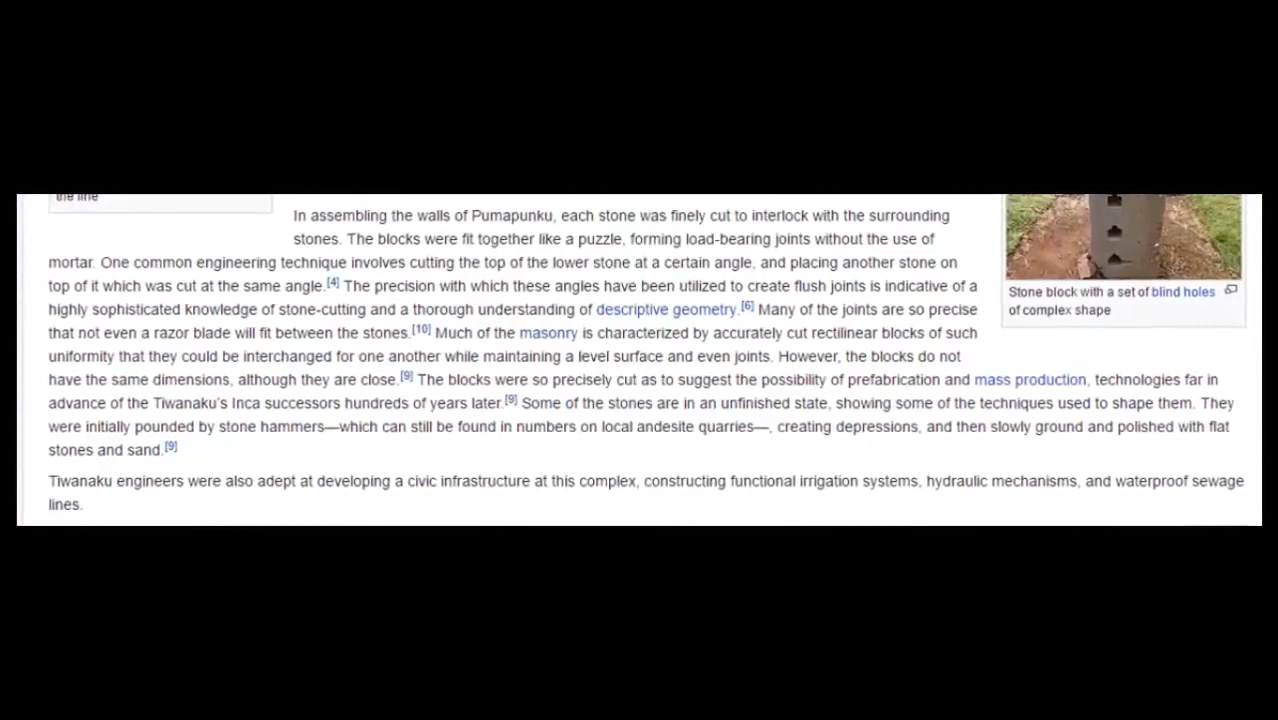 the line
In assembling the walls of Pumapunku, each stone was finely cut to interlock with the surrounding
stones. The blocks were fit together like a puzzle, forming load-bearing joints without the use of
mortar. One common engineering technique involves cutting the top of the lower stone at a certain angle, and placing another stone on
top of it which was cut at the same angle.[4] The precision with which these angles have been utilized to create flush joints is indicative of a
highly sophisticated knowledge of stone-cutting and a thorough understanding of descriptive geometry.[6] Many of the joints are so precise
that not even a razor blade will fit between the stones.[10] Much of the masonry is characterized by accurately cut rectilinear blocks of such
uniformity that they could be interchanged for one another while maintaining a level surface and even joints. However, the blocks do not
have the same dimensions, although they are close.[9] The blocks were so precisely cut as to suggest the possibility of prefabrication and mass production, technologies far in
advance of the Tiwanaku's Inca successors hundreds of years later.[9] Some of the stones are in an unfinished state, showing some of the techniques used to shape them. They
were initially pounded by stone hammers—which can still be found in numbers on local andesite quarries—, creating depressions, and then slowly ground and polished with flat
stones and sand.[9]
Tiwanaku engineers were also adept at developing a civic infrastructure at this complex, constructing functional irrigation systems, hydraulic mechanisms, and waterproof sewage
lines.
Stone block with a set of blind holes
of complex shape